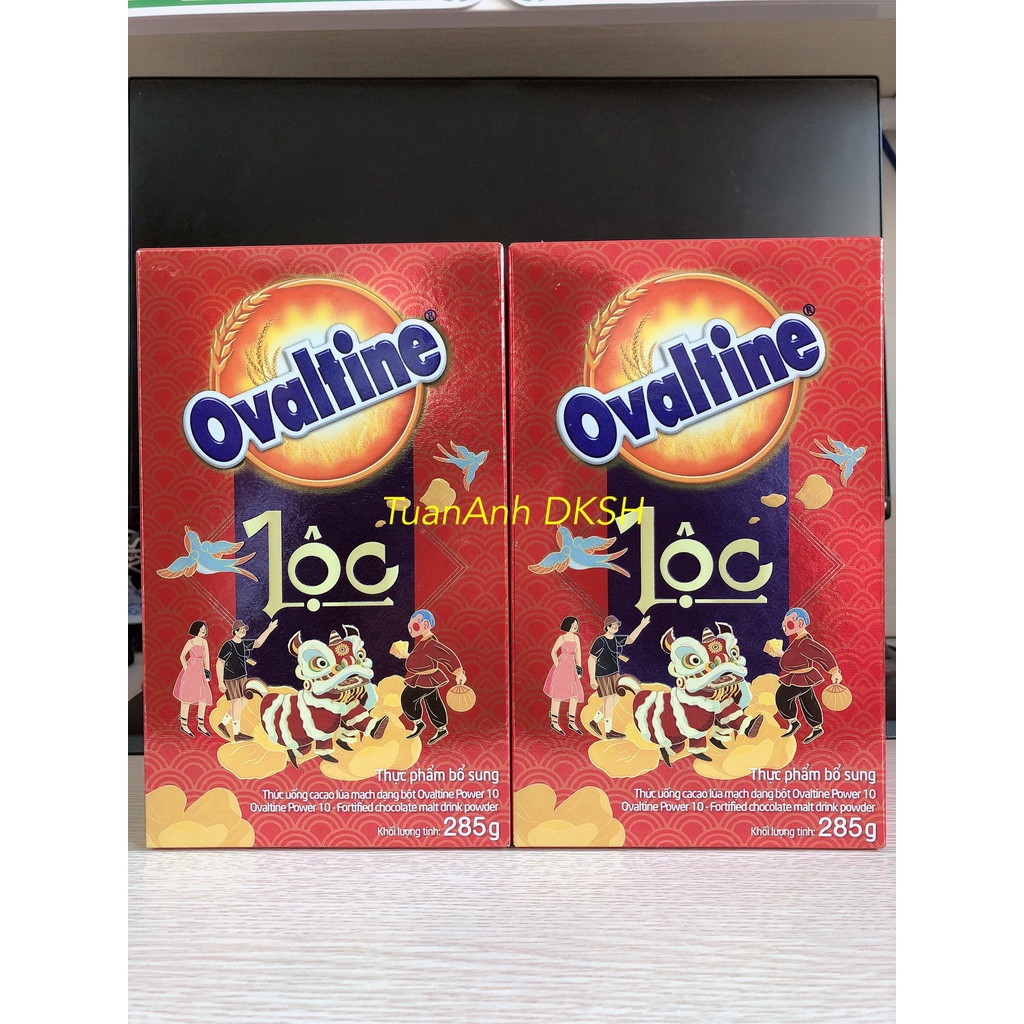 Ovaltine®
Lộc
Thực phẩm bổ sung
Thức uống cacao lúa mạch dạng bột Ovaltine Power 10
Ovaltine Power 10 - Fortified chocolate malt drink powder
Khối lượng tịnh: 285g
Ovaltine®
Lộc
Thực phẩm bổ sung
Thức uống cacao lúa mạch dạng bột Ovaltine Power 10
Ovaltine Power 10 - Fortified chocolate malt drink powder
Khối lượng tịnh: 285g
TuanAnh DKSH